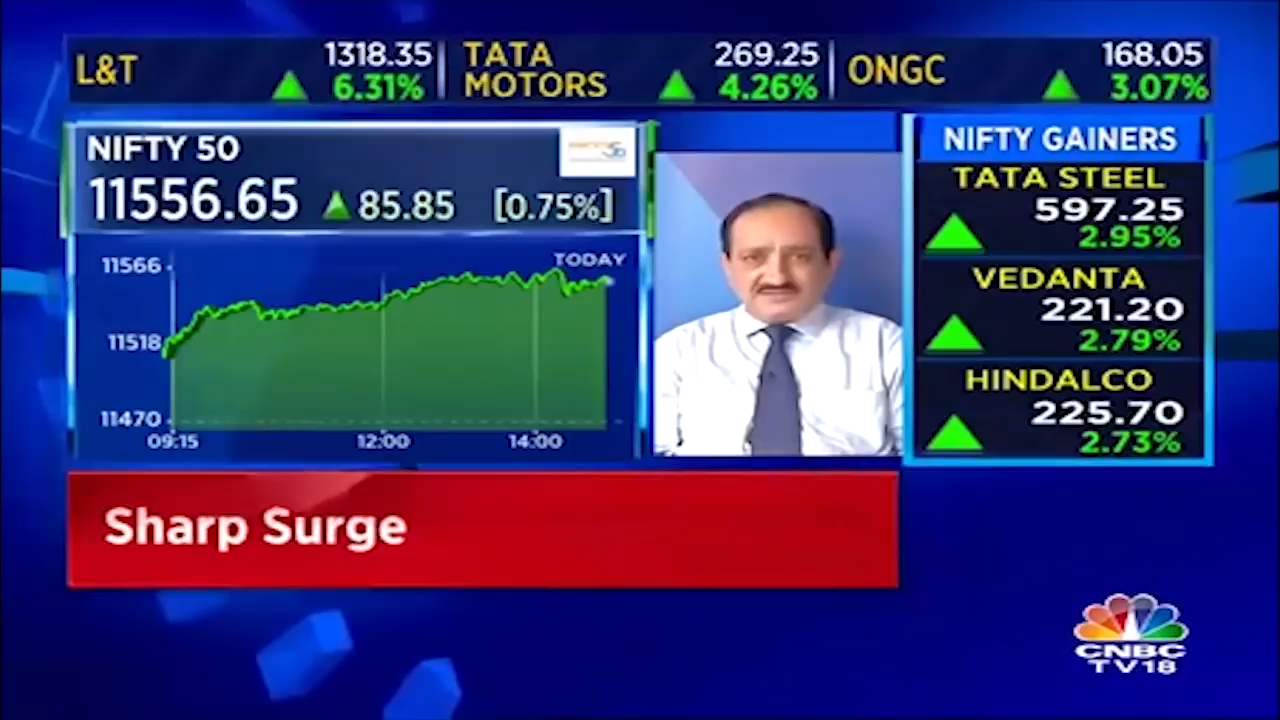 L&T
1318.35
6.31%
TATA
MOTORS
269.25
4.26%
ONGC
168.05
3.07%
NIFTY 50
11556.65
85.85 [0.75%]
TODAY
11566
11518
11470
09:15 12:00 14:00
NIFTY GAINERS
TATA STEEL
597.25
2.95%
VEDANTA
221.20
2.79%
HINDALCO
225.70
2.73%
Sharp Surge
CNBC
TV18